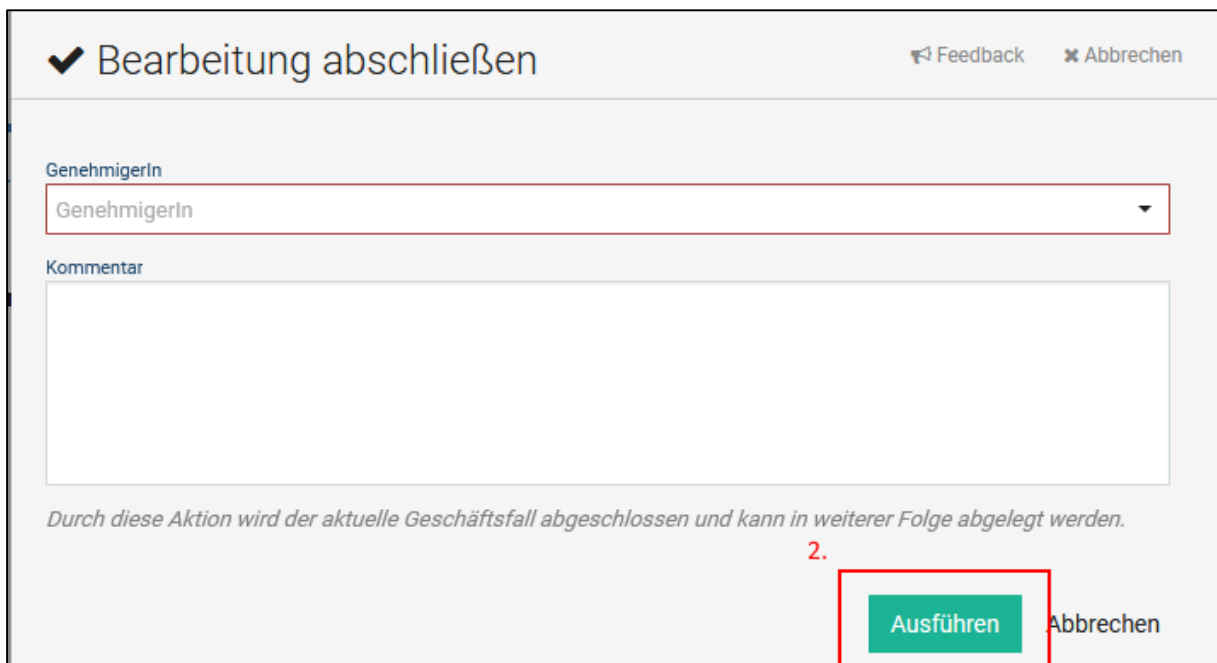 Bearbeitung abschließen
Feedback
Abbrechen
GenehmigerIn
GenehmigerIn
Kommentar
Durch diese Aktion wird der aktuelle Geschäftsfall abgeschlossen und kann in weiterer Folge abgelegt werden.
2.
Ausführen
Abbrechen